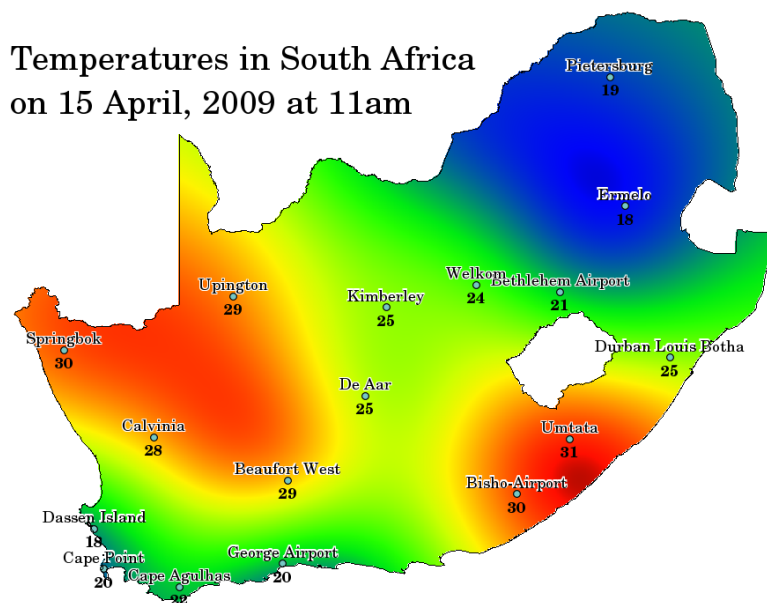 Temperatures in South Africa
on 15 April, 2009 at 11am
Pietersburg
19
Ermelo
18
Welkom
24
Bethlehem Airport
21
Upington
29
Kimberley
25
Springbok
30
Durban Louis Botha
25
De Aar
25
Calvinia
28
Umtata
31
Beaufort West
29
Bisho-Airport
30
Dassen Island
18
Cape Point
20
George Airport
20
Cape Agulhas
22